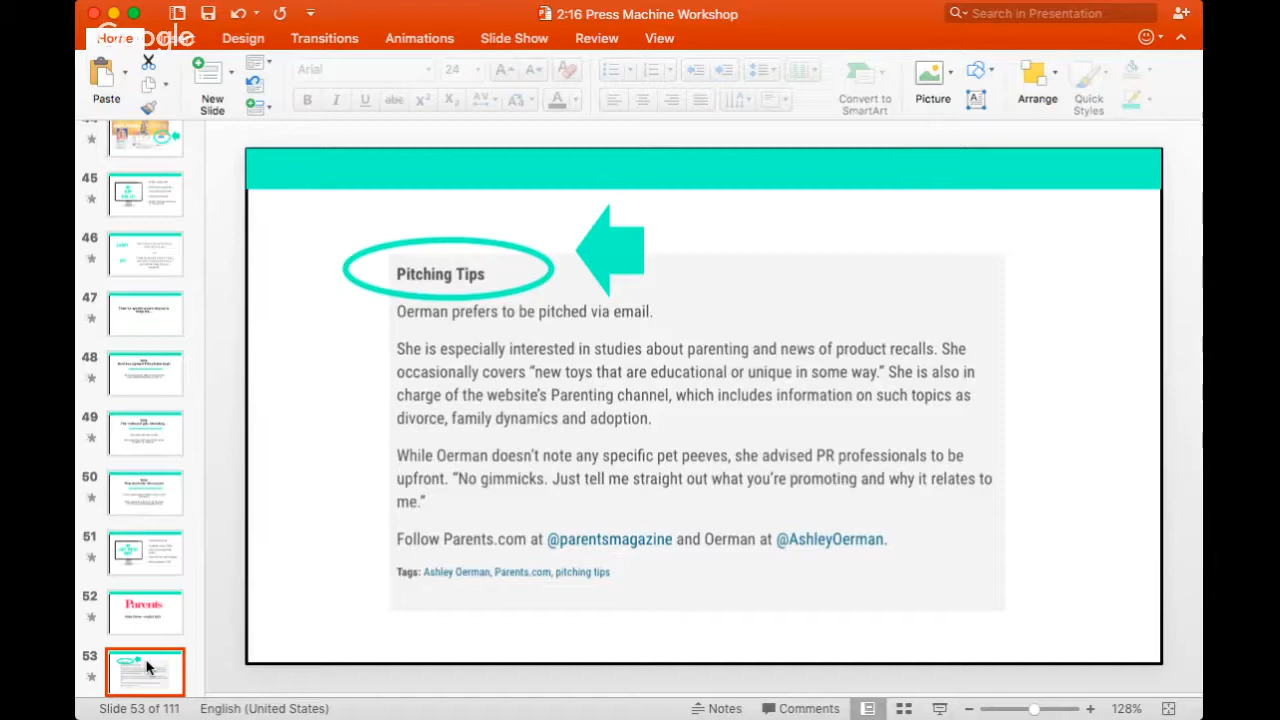 2:16 Press Machine Workshop
Search in Presentation
Google
Home
Design
Transitions
Animations
Slide Show
Review
View
Paste
New
Slide
Arial
24
Convert to
SmartArt
Picture
Arrange
Quick
Styles
45
46
47
48
49
50
51
52
Parents
53
Pitching Tips
Oerman prefers to be pitched via email.
She is especially interested in studies about parenting and news of product recalls. She
occasionally covers “new toys that are educational or unique in some way.” She is also in
charge of the website’s Parenting channel, which includes information on such topics as
divorce, family dynamics and adoption.
While Oerman doesn’t note any specific pet peeves, she advised PR professionals to be
upfront. “No gimmicks. Just tell me straight out what you’re promoting and why it relates to
me.”
Follow Parents.com at @parentsmagazine and Oerman at @AshleyOerman.
Tags: Ashley Oerman, Parents.com, pitching tips
Slide 53 of 111
English (United States)
Notes
Comments
128%